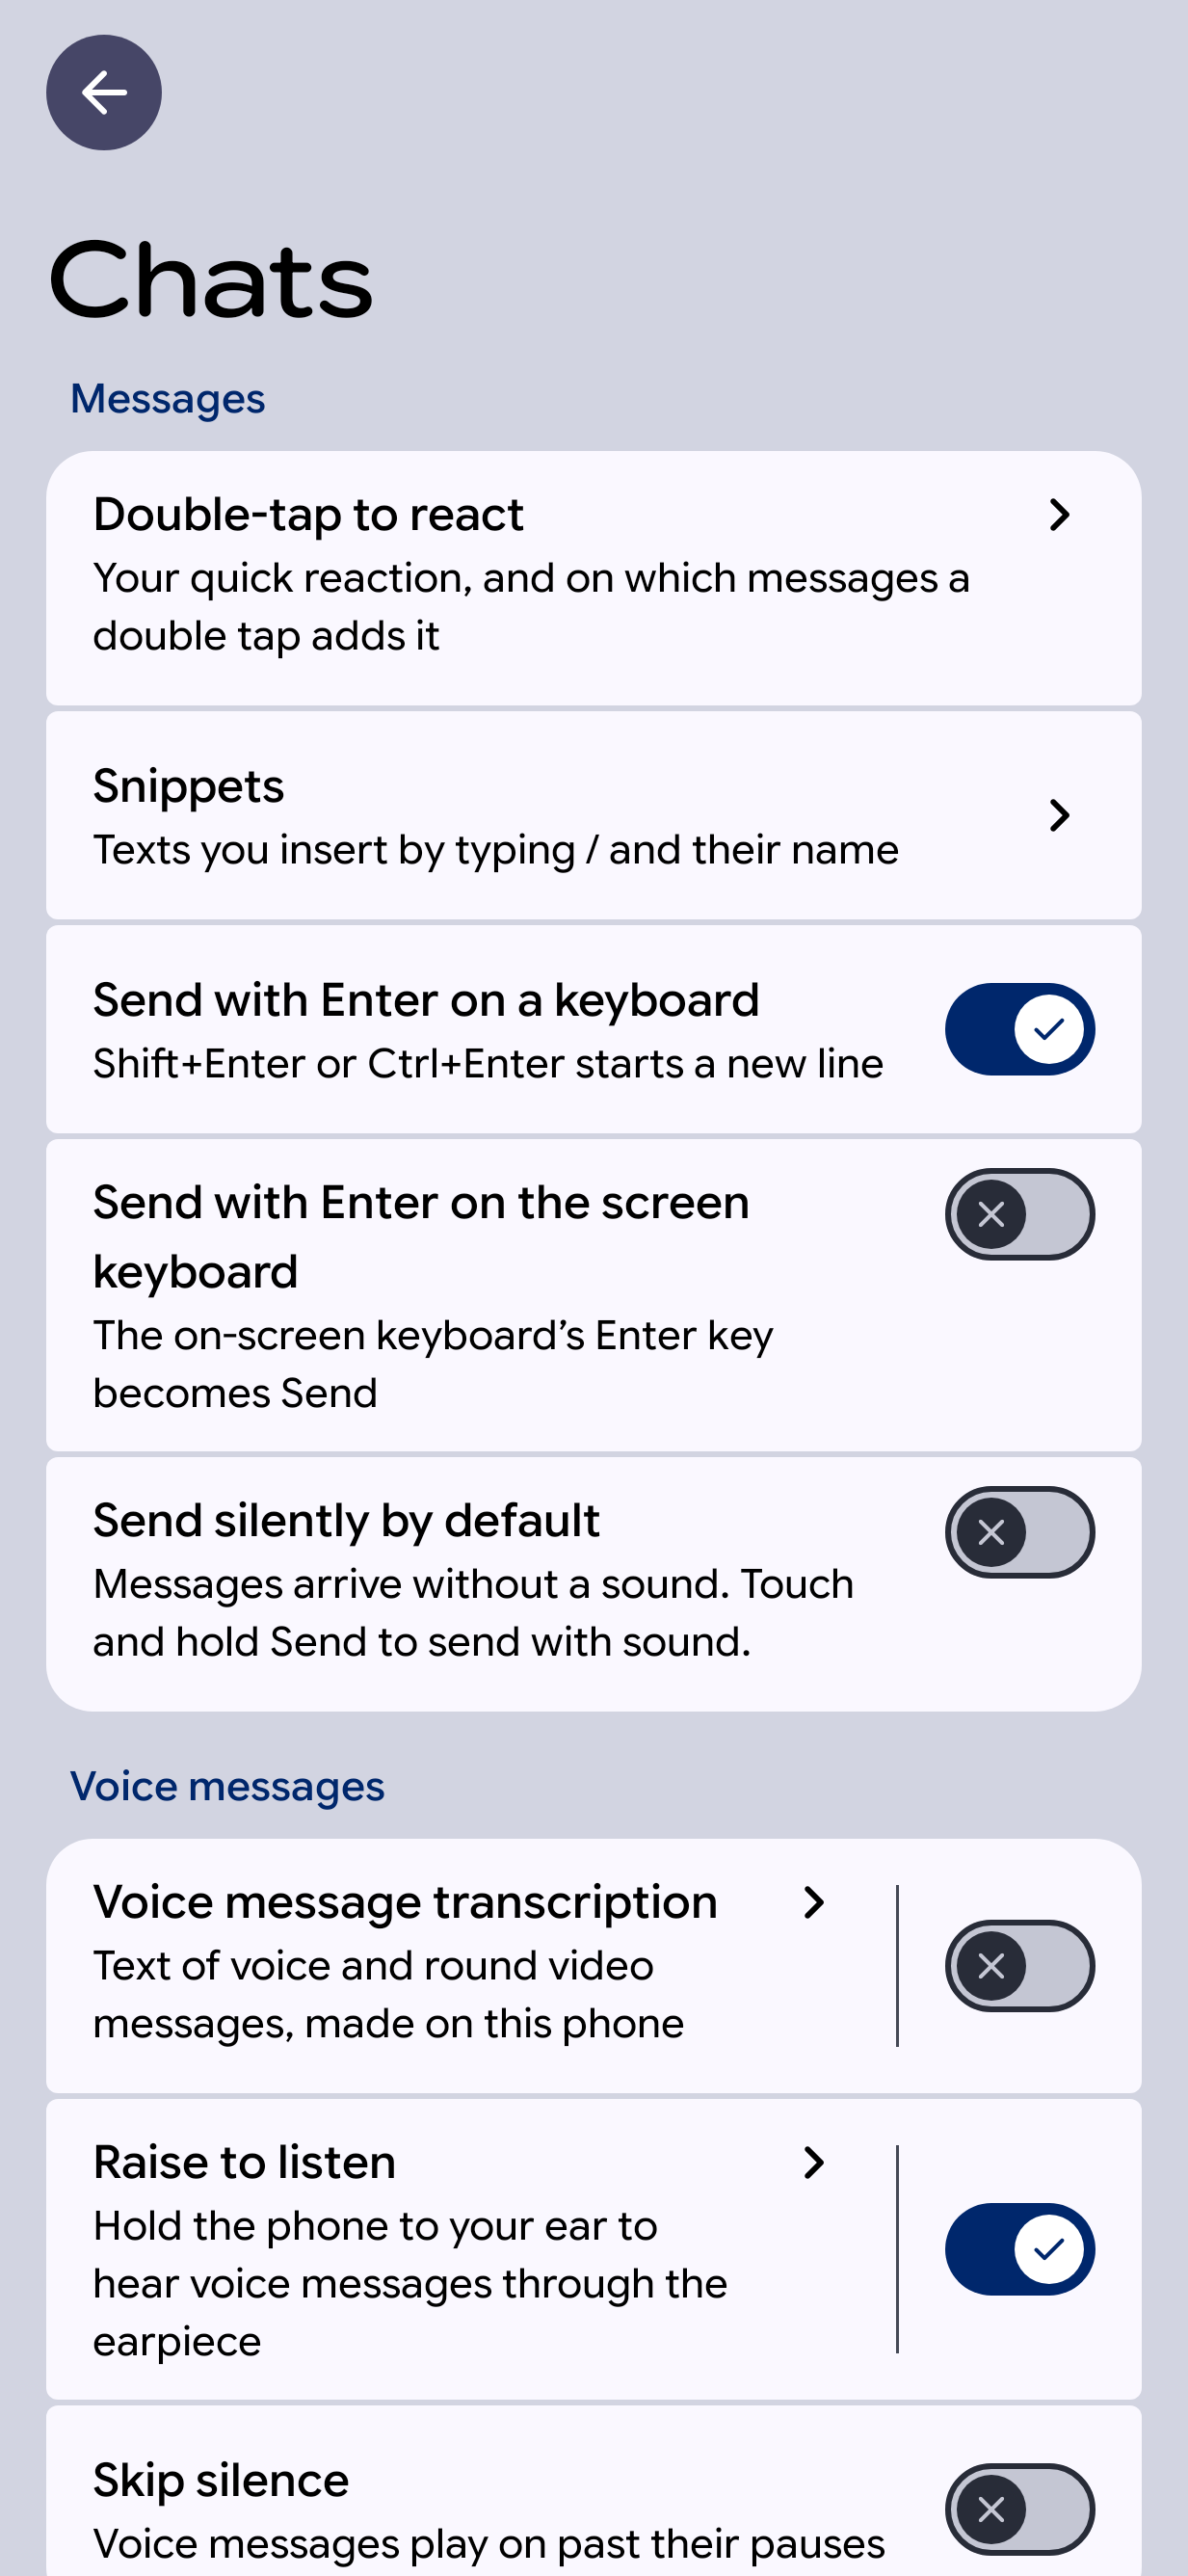 Chats
Messages
Double-tap to react
Your quick reaction, and on which messages a
double tap adds it
Snippets
Texts you insert by typing / and their name
Send with Enter on a keyboard
Shift+Enter or Ctrl+Enter starts a new line
Send with Enter on the screen
keyboard
The on-screen keyboard’s Enter key
becomes Send
Send silently by default
Messages arrive without a sound. Touch
and hold Send to send with sound.
Voice messages
Voice message transcription
Text of voice and round video
messages, made on this phone
Raise to listen
Hold the phone to your ear to
hear voice messages through the
earpiece
Skip silence
Voice messages play on past their pauses